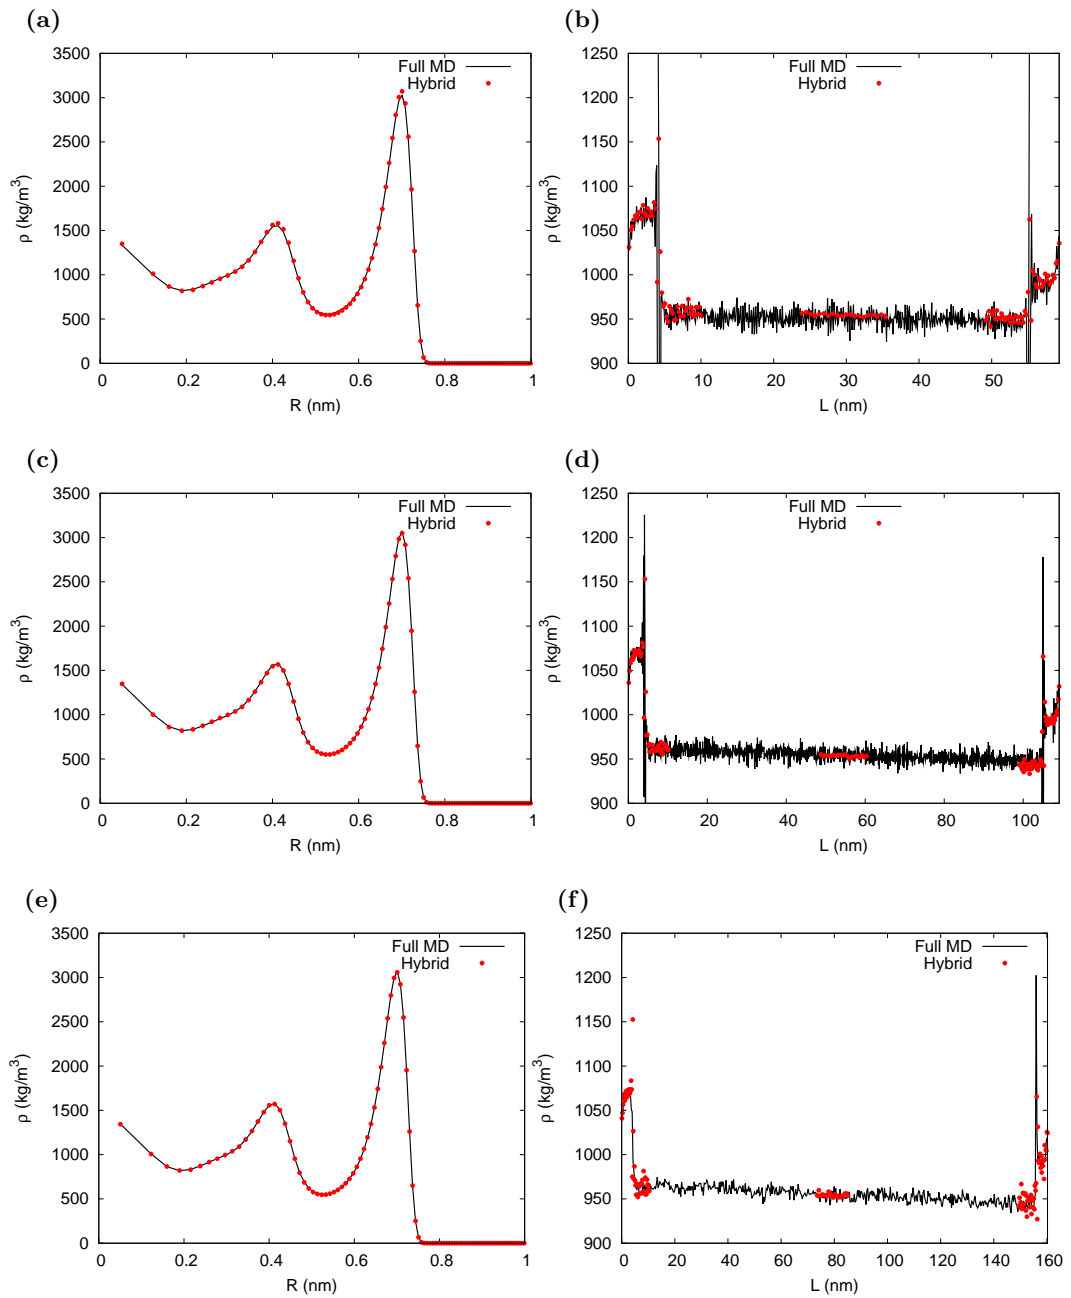 (a)
3500
3000
2500
2000
1500
1000
500
0
ρ (kg/m3)
0
0.2
0.4
0.6
0.8
1
R (nm)
Full MD
Hybrid
(b)
1250
1200
1150
1100
1050
1000
950
900
ρ (kg/m3)
0
10
20
30
40
50
L (nm)
Full MD
Hybrid
(c)
3500
3000
2500
2000
1500
1000
500
0
ρ (kg/m3)
0
0.2
0.4
0.6
0.8
1
R (nm)
Full MD
Hybrid
(d)
1250
1200
1150
1100
1050
1000
950
900
ρ (kg/m3)
0
20
40
60
80
100
L (nm)
Full MD
Hybrid
(e)
3500
3000
2500
2000
1500
1000
500
0
ρ (kg/m3)
0
0.2
0.4
0.6
0.8
1
R (nm)
Full MD
Hybrid
(f)
1250
1200
1150
1100
1050
1000
950
900
ρ (kg/m3)
0
20
40
60
80
100
120
140
160
L (nm)
Full MD
Hybrid